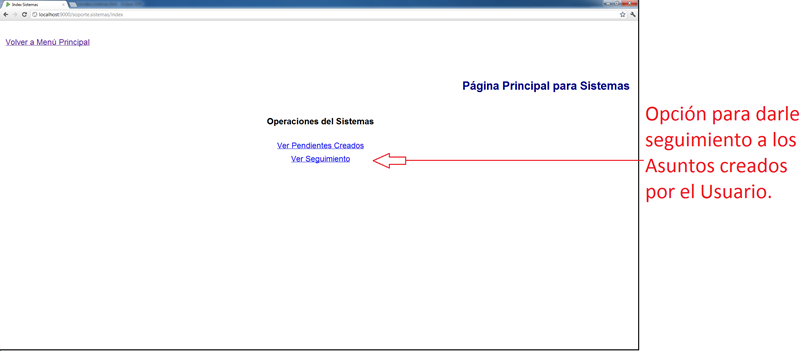 Index Sistemas
localhost:9000/soporte.sistemas/index
Volver a Menú Principal
Página Principal para Sistemas
Operaciones del Sistemas
Ver Pendientes Creados
Ver Seguimiento
Opción para darle
seguimiento a los
Asuntos creados
por el Usuario.